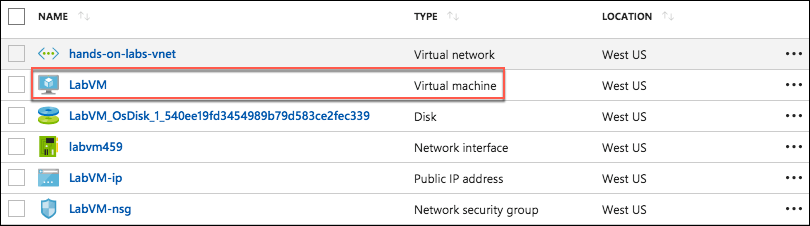 NAME TYPE LOCATION
hands-on-labs-vnet Virtual network West US
LabVM Virtual machine West US
LabVM_OsDisk_1_540ee19fd3454989b79d583ce2fec339 Disk West US
labvm459 Network interface West US
LabVM-ip Public IP address West US
LabVM-nsg Network security group West US